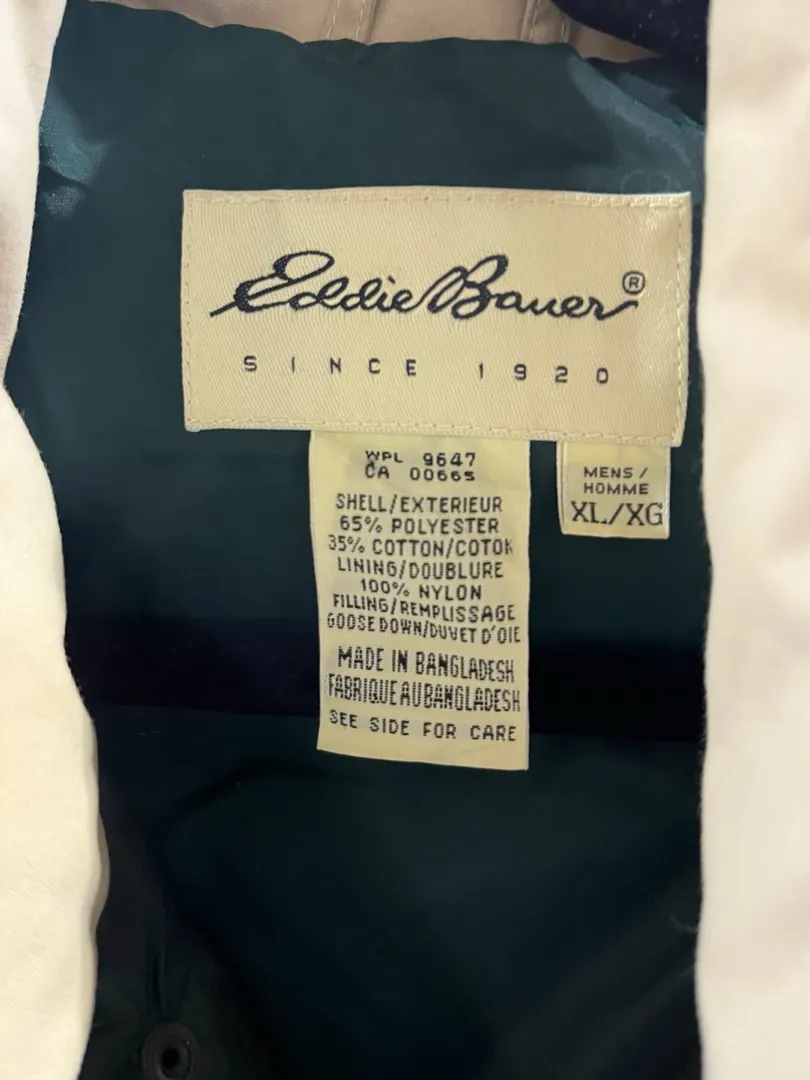 Eddie Bauer®
SINCE 1920
WPL 9647
CA 00665
SHELL/EXTERIEUR
65% POLYESTER
35% COTTON/COTON
LINING/DOUBLURE
100% NYLON
FILLING/REMPLISSAGE
GOOSE DOWN/DUVET D'OIE
MADE IN BANGLADESH
FABRIQUE AU BANGLADESH
SEE SIDE FOR CARE
MENS/
HOMME
XL/XG